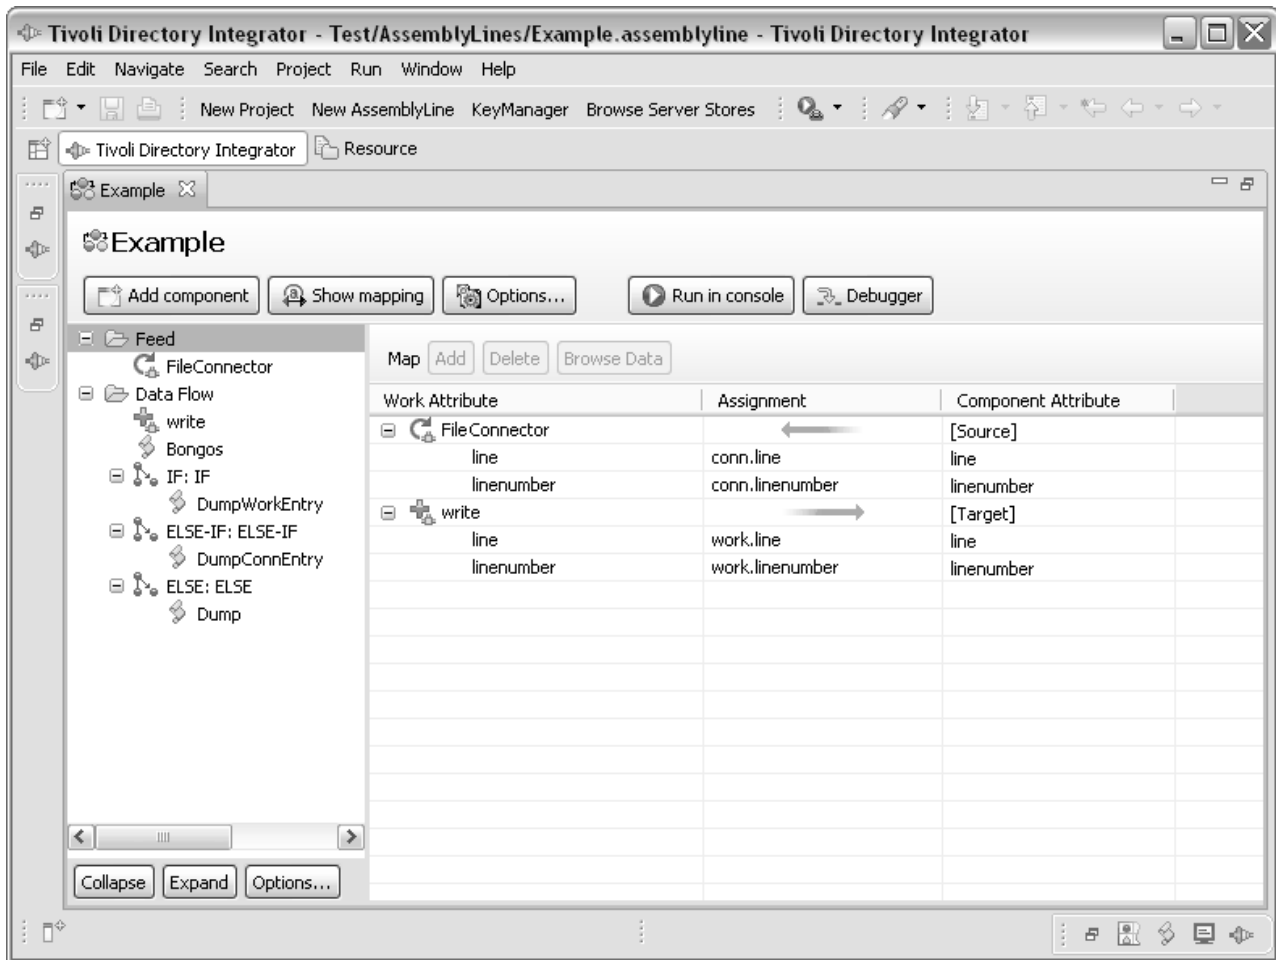 Tivoli Directory Integrator - Test/AssemblyLines/Example.assemblyline - Tivoli Directory Integrator
File Edit Navigate Search Project Run Window Help
New Project New AssemblyLine KeyManager Browse Server Stores
Tivoli Directory Integrator Resource
Example
Example
Add component Show mapping Options... Run in console Debugger
Feed
FileConnector
Data Flow
write
Bongos
IF: IF
DumpWorkEntry
ELSE-IF: ELSE-IF
DumpConnEntry
ELSE: ELSE
Dump
Collapse Expand Options...
Map Add Delete Browse Data
Work Attribute Assignment Component Attribute
FileConnector [Source]
line conn.line line
linenumber conn.linenumber linenumber
write [Target]
line work.line line
linenumber work.linenumber linenumber